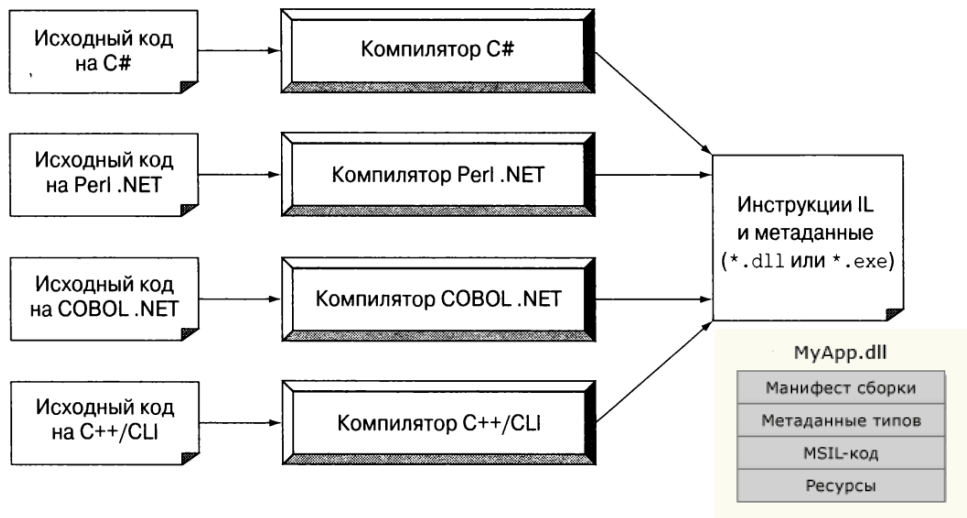 Исходный код
на C#
Компилятор C#
Исходный код
на Perl .NET
Компилятор Perl .NET
Исходный код
на COBOL .NET
Компилятор COBOL .NET
Исходный код
на C++/CLI
Компилятор C++/CLI
Инструкции IL
и метаданные
(*.dll или *.exe)
MyApp.dll
Манифест сборки
Метаданные типов
MSIL-код
Ресурсы